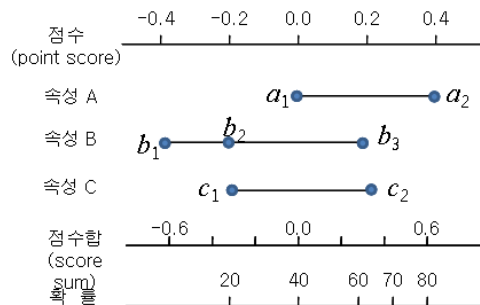 -0.4 -0.2 0.0 0.2 0.4
점수
(point score)
속성 A a₁ a₂
속성 B b₁ b₂ b₃
속성 C c₁ c₂
점수합 -0.6 0.0 0.6
(score
sum)
확 률 20 40 60 70 80